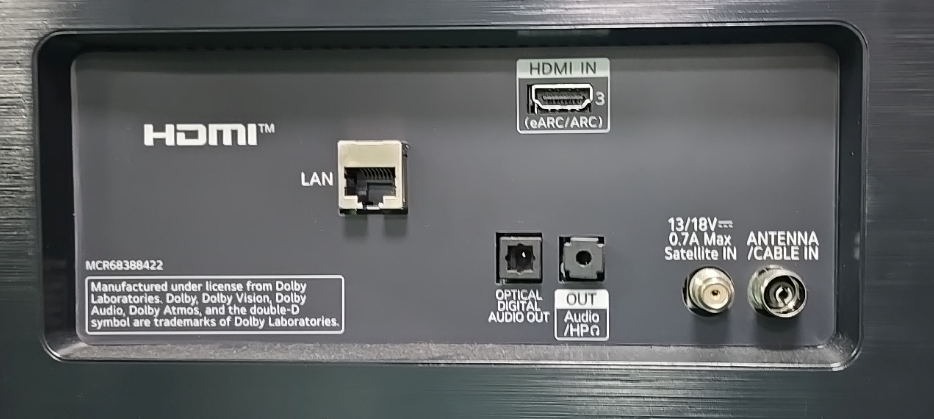 HDMI IN
3
(eARC/ARC)
HDMI™
LAN
13/18V⎓
0.7A Max
Satellite IN
ANTENNA
/CABLE IN
MCR68388422
Manufactured under license from Dolby
Laboratories. Dolby, Dolby Vision, Dolby
Audio, Dolby Atmos, and the double-D
symbol are trademarks of Dolby Laboratories.
OPTICAL
DIGITAL
AUDIO OUT
OUT
Audio
/HPΩ